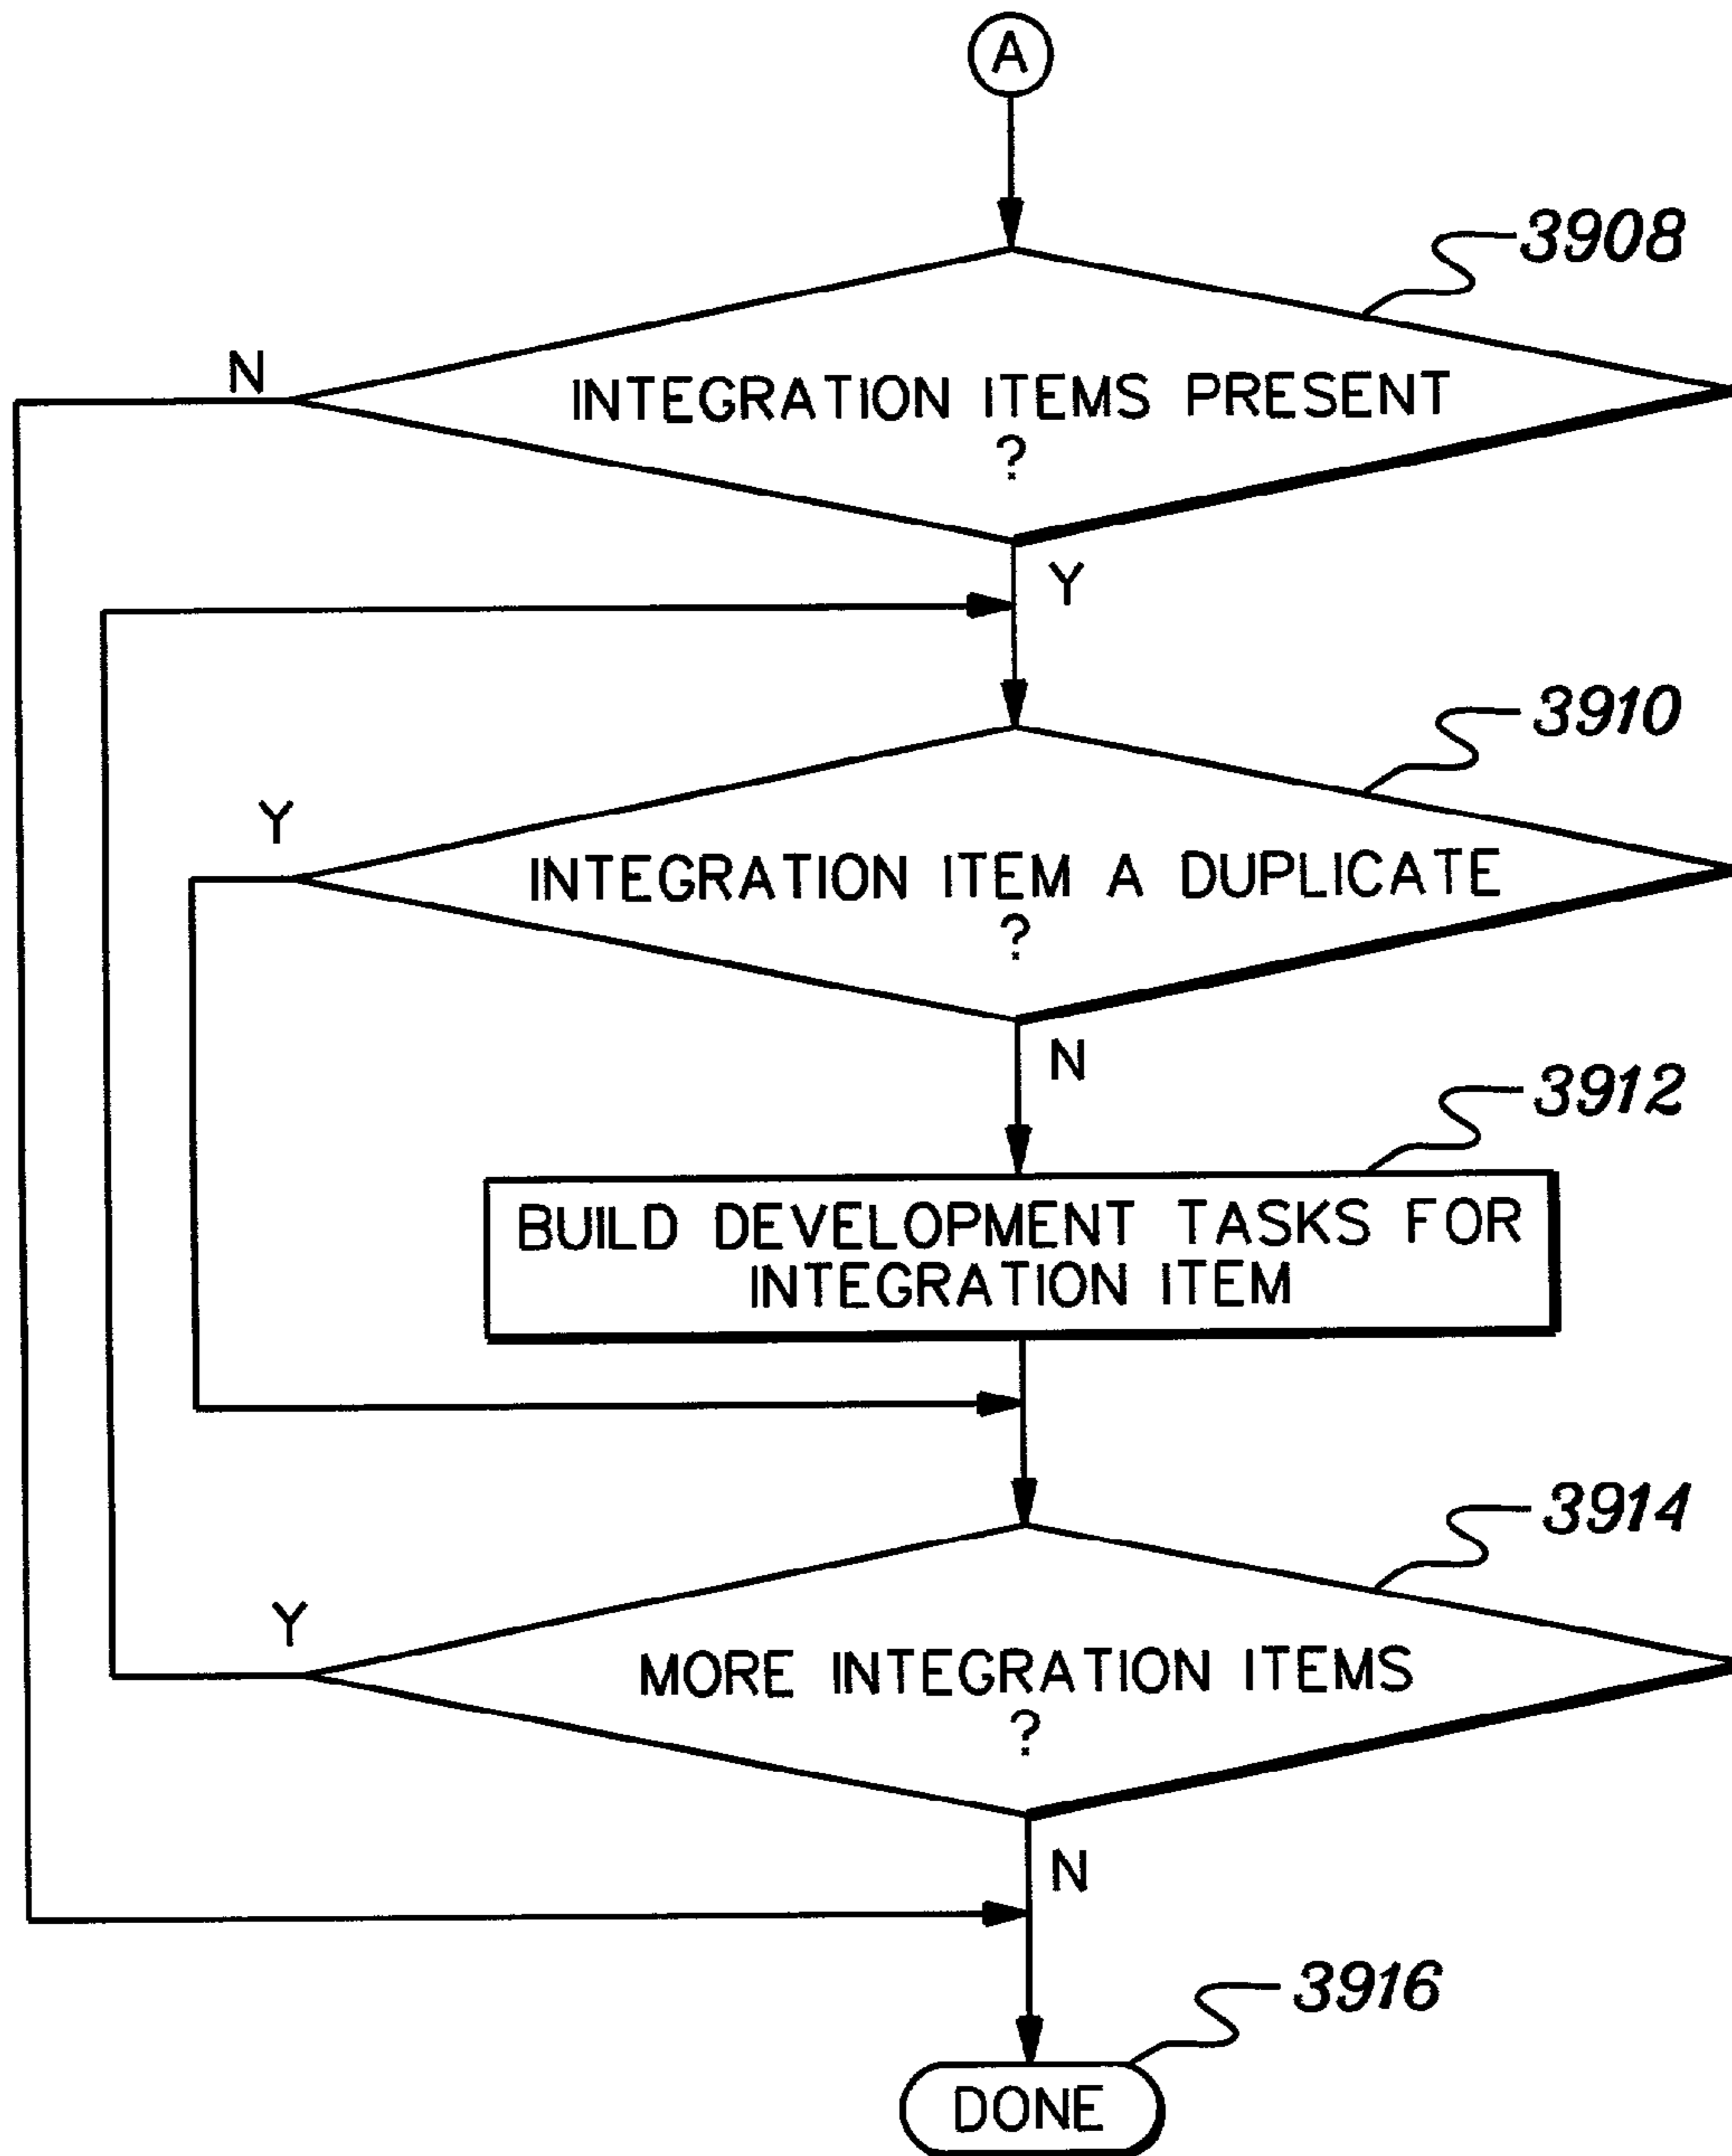 A
3908
N
INTEGRATION ITEMS PRESENT
?
Y
3910
Y
INTEGRATION ITEM A DUPLICATE
?
N
3912
BUILD DEVELOPMENT TASKS FOR
INTEGRATION ITEM
3914
Y
MORE INTEGRATION ITEMS
?
N
3916
DONE